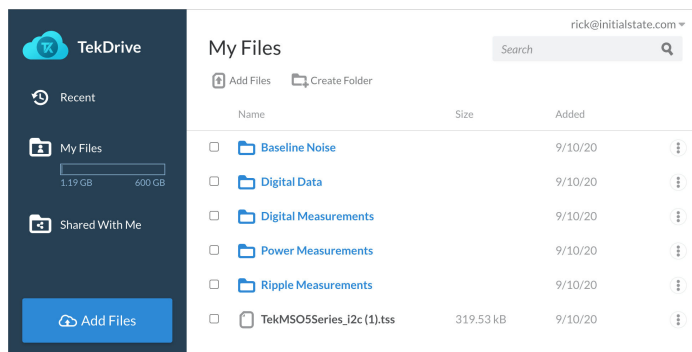 TekDrive
Recent
My Files
1.19 GB 600 GB
Shared With Me
Add Files
rick@initialstate.com
My Files
Search
Add Files Create Folder
Name Size Added
Baseline Noise 9/10/20
Digital Data 9/10/20
Digital Measurements 9/10/20
Power Measurements 9/10/20
Ripple Measurements 9/10/20
TekMSO5Series_i2c (1).tss 319.53 kB 9/10/20